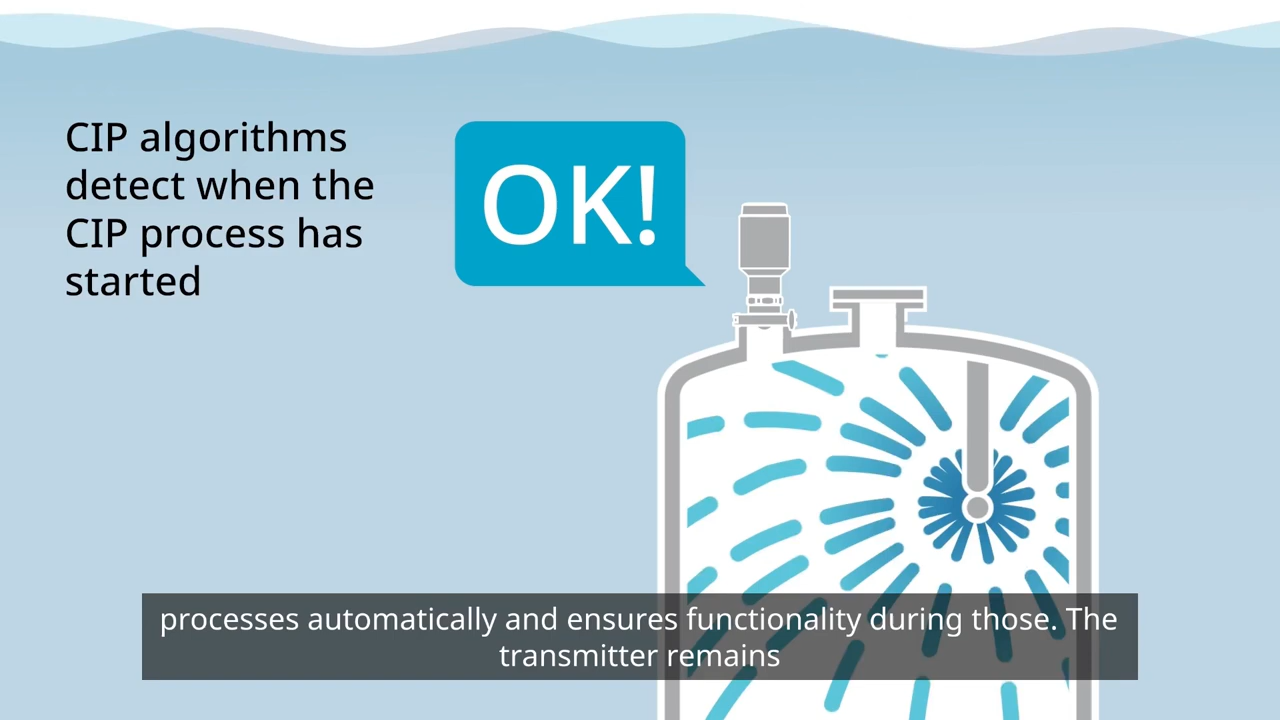 CIP algorithms
detect when the
CIP process has
started
OK!
processes automatically and ensures functionality during those. The
transmitter remains